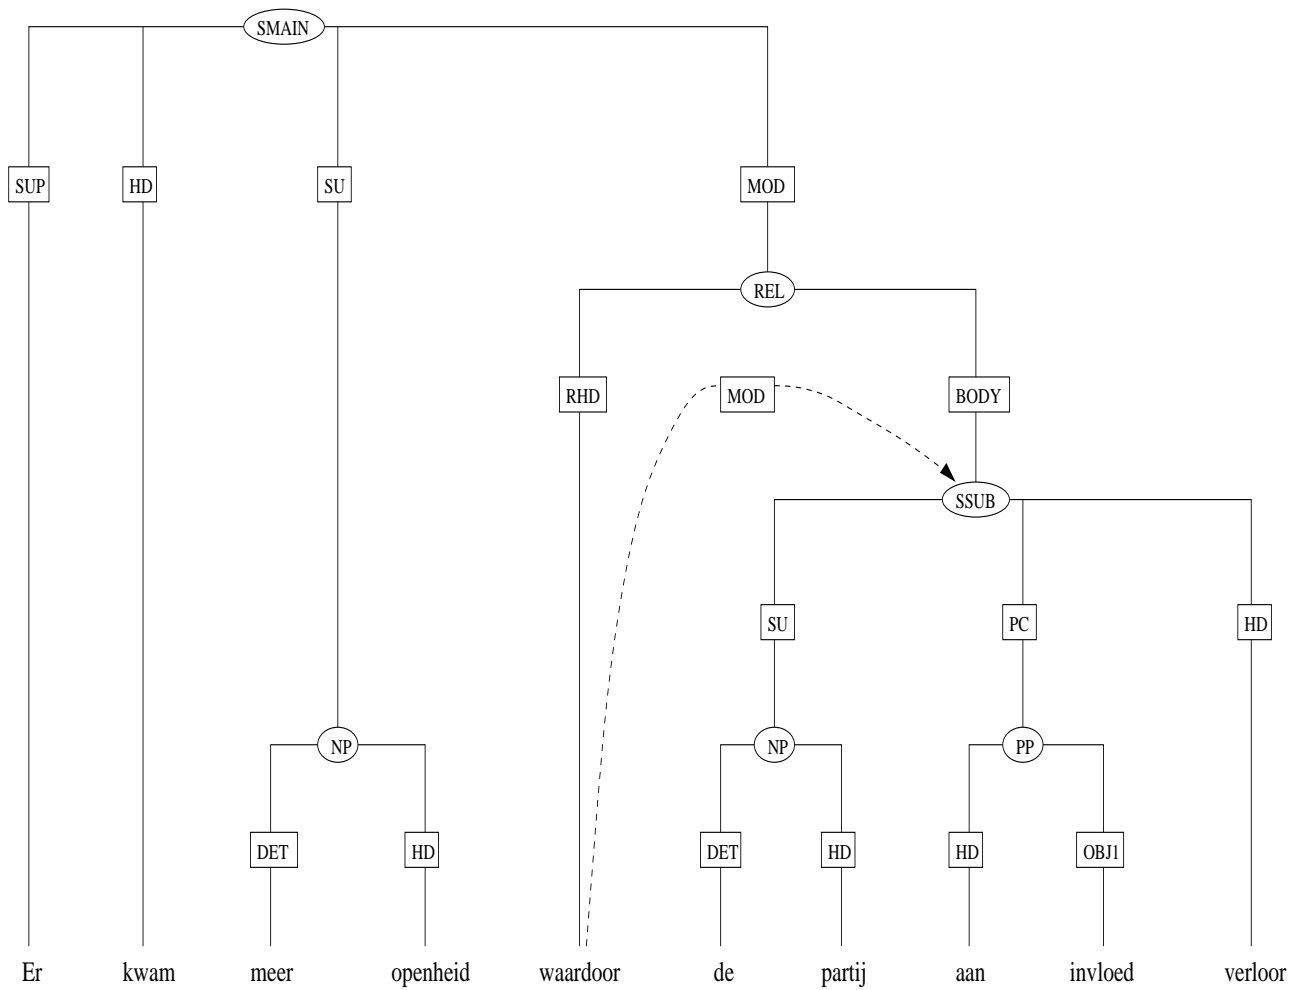 SMAIN
SUP HD SU MOD
REL
RHD MOD BODY
SSUB
SU PC HD
NP NP PP
DET HD DET HD HD OBJ1
Er kwam meer openheid waardoor de partij aan invloed verloor